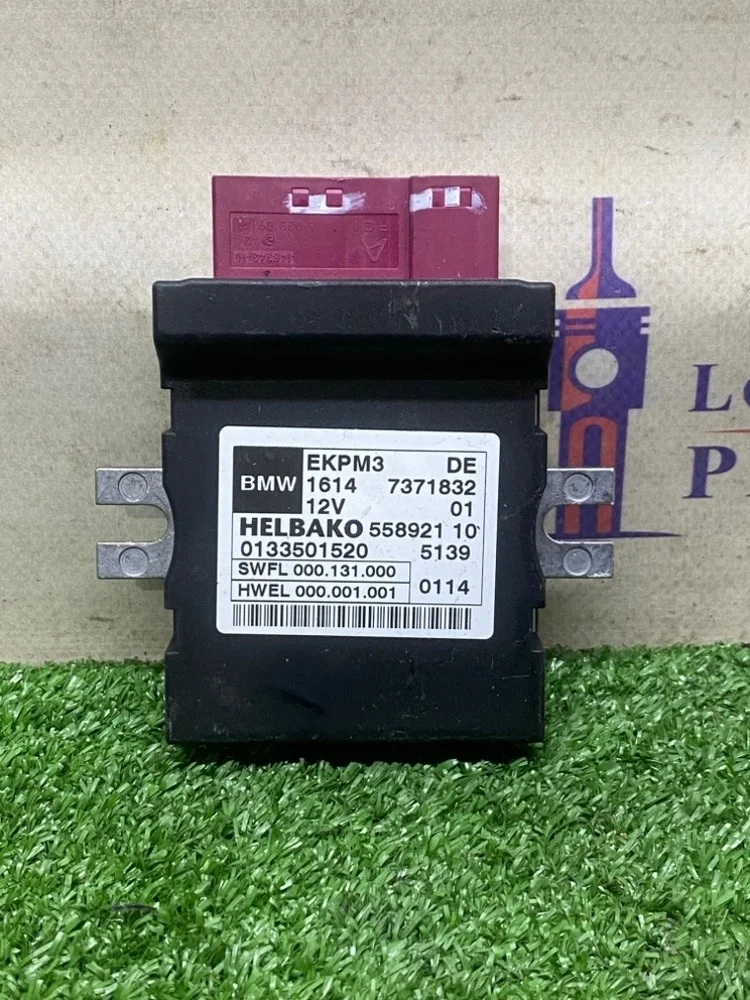 EKPM3 DE
BMW 1614 7371832
12V 01
HELBAKO 558921 10
0133501520 5139
SWFL 000.131.000
HWEL 000.001.001 0114